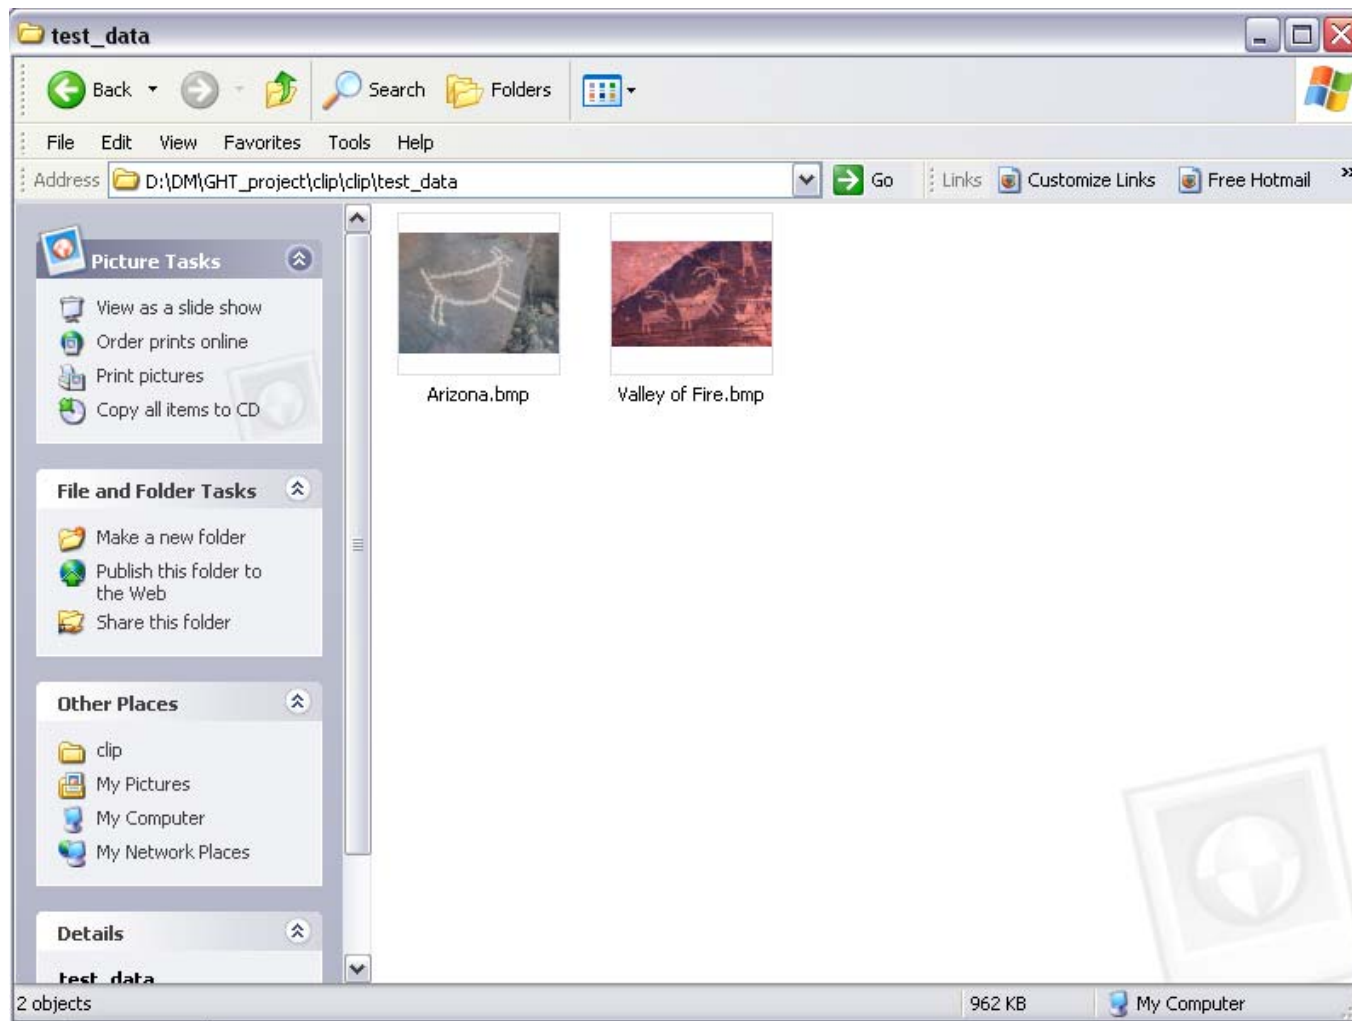 test_data
Back
Search
Folders
File Edit View Favorites Tools Help
Address D:\DM\GHT_project\clip\clip\test_data Go Links Customize Links Free Hotmail »
Picture Tasks
View as a slide show
Order prints online
Print pictures
Copy all items to CD
File and Folder Tasks
Make a new folder
Publish this folder to
the Web
Share this folder
Other Places
clip
My Pictures
My Computer
My Network Places
Details
test_data
Arizona.bmp
Valley of Fire.bmp
2 objects
962 KB
My Computer